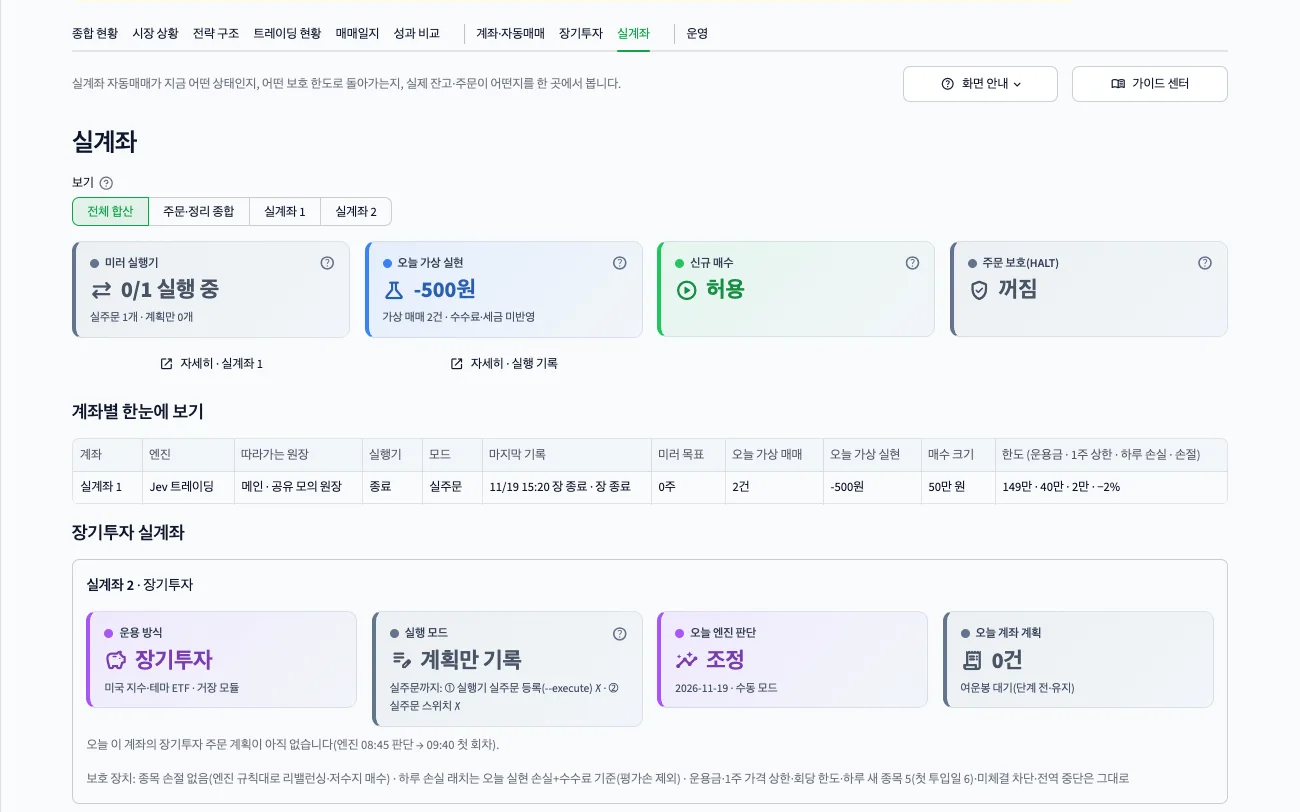 종합 현황 시장 상황 전략 구조 트레이딩 현황 매매일지 성과 비교 계좌·자동매매 장기투자 실계좌 운영
실계좌 자동매매가 지금 어떤 상태인지, 어떤 보호 한도로 돌아가는지, 실제 잔고·주문이 어떤지를 한 곳에서 봅니다.
화면 안내
가이드 센터
실계좌
보기
전체 합산 주문·정리 종합 실계좌 1 실계좌 2
미러 실행기
0/1 실행 중
실주문 1개 · 계획만 0개
오늘 가상 실현
-500원
가상 매매 2건 · 수수료·세금 미반영
신규 매수
허용
주문 보호(HALT)
꺼짐
자세히 · 실계좌 1
자세히 · 실행 기록
계좌별 한눈에 보기
계좌 엔진 따라가는 원장 실행기 모드 마지막 기록 미러 목표 오늘 가상 매매 오늘 가상 실현 매수 크기 한도 (운용금 · 1주 상한 · 하루 손실 · 손절)
실계좌 1 Jev 트레이딩 메인 · 공유 모의 원장 종료 실주문 11/19 15:20 장 종료 · 장 종료 0주 2건 -500원 50만 원 149만 · 40만 · 2만 · −2%
장기투자 실계좌
실계좌 2 · 장기투자
운용 방식
장기투자
미국 지수·테마 ETF · 거장 모듈
실행 모드
계획만 기록
실주문까지: ① 실행기 실주문 등록(--execute) ✗ · ②
실주문 스위치 ✗
오늘 엔진 판단
조정
2026-11-19 · 수동 모드
오늘 계좌 계획
0건
여운봉 대기(단계 전·유지)
오늘 이 계좌의 장기투자 주문 계획이 아직 없습니다(엔진 08:45 판단 → 09:40 첫 회차).
보호 장치: 종목 손절 없음(엔진 규칙대로 리밸런싱·저수지 매수) · 하루 손실 래치는 오늘 실현 손실+수수료 기준(평가손 제외) · 운용금·1주 가격 상한·회당 한도·하루 새 종목 5(첫 투입일 6)·미체결 차단·전역 중단은 그대로